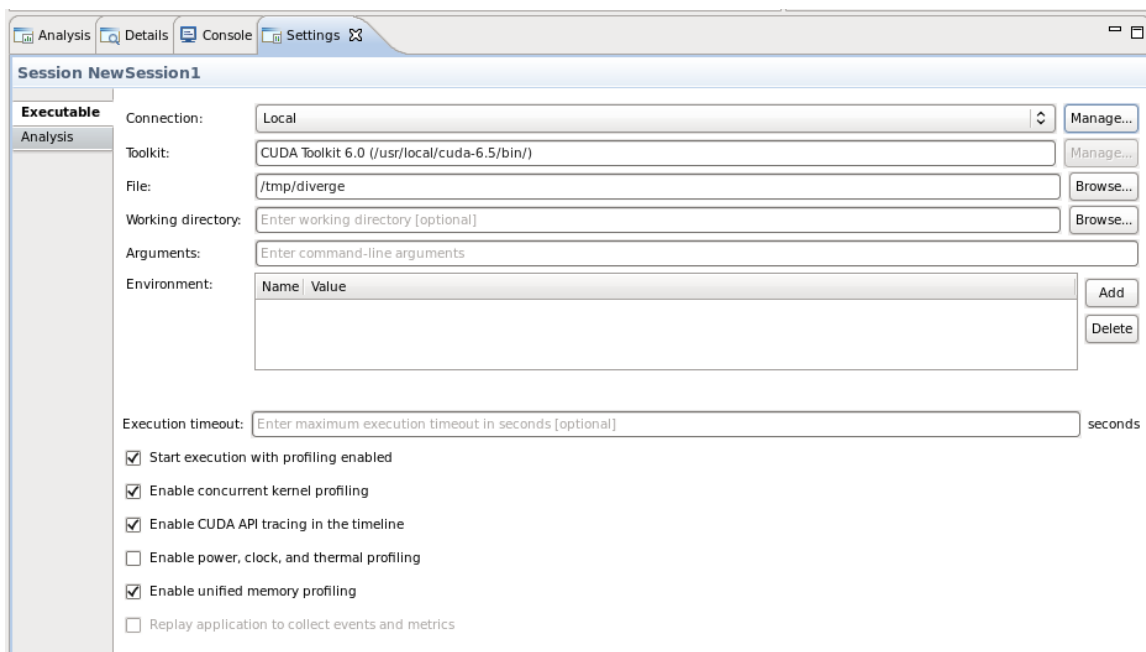 Analysis Details Console Settings
Session NewSession1
Executable
Analysis
Connection: Local Manage...
Toolkit: CUDA Toolkit 6.0 (/usr/local/cuda-6.5/bin/) Manage...
File: /tmp/diverge Browse...
Working directory: Enter working directory [optional] Browse...
Arguments: Enter command-line arguments
Environment: Name Value Add
Delete
Execution timeout: Enter maximum execution timeout in seconds [optional] seconds
Start execution with profiling enabled
Enable concurrent kernel profiling
Enable CUDA API tracing in the timeline
Enable power, clock, and thermal profiling
Enable unified memory profiling
Replay application to collect events and metrics